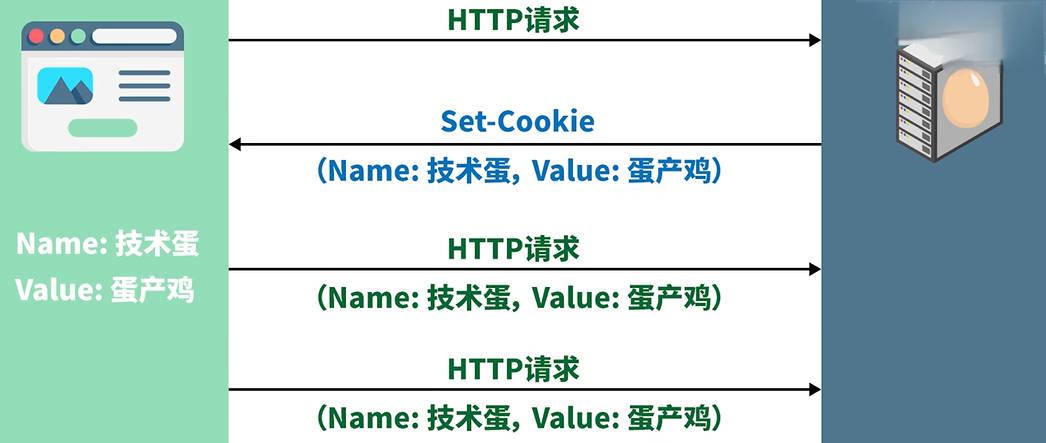 HTTP请求
Set-Cookie
（Name: 技术蛋, Value: 蛋产鸡）
Name: 技术蛋
Value: 蛋产鸡
HTTP请求
（Name: 技术蛋, Value: 蛋产鸡）
HTTP请求
（Name: 技术蛋, Value: 蛋产鸡）